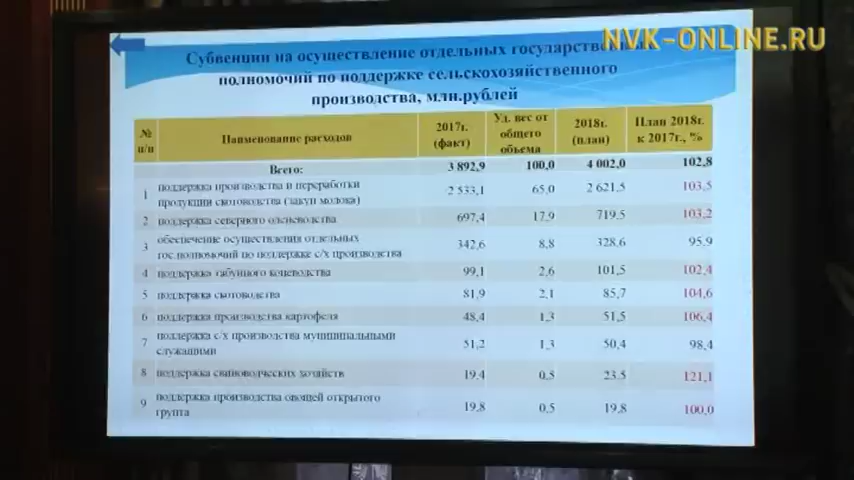 NVK-ONLINE.RU
Субвенции на осуществление отдельных
полномочий по поддержке сельскохозяйственного
производства, млн.рублей
№ п/п Наименование расходов 2017г. (факт) Уд. вес от общего объема 2018г. (план) План 2018г. к 2017г., %
Всего: 3 892,9 100,0 4 002,0 102,8
1 поддержка производства и переработки продукции скотоводства (закуп молока) 2 533,1 65,0 2 621,5 103,5
2 поддержка северного оленеводства 697,4 17,9 719,5 103,2
3 обеспечение осуществления отдельных гос.полномочий по поддержке с/х производства 342,6 8,8 328,6 95,9
4 поддержка табунного коневодства 99,1 2,6 101,5 102,4
5 поддержка скотоводства 81,9 2,1 85,7 104,6
6 поддержка производства картофеля 48,4 1,3 51,5 106,4
7 поддержка с/х производства муниципальными служащими 51,2 1,3 50,4 98,4
8 поддержка свиноводческих хозяйств 19,4 0,5 23,5 121,1
9 поддержка производства овощей открытого грунта 19,8 0,5 19,8 100,0